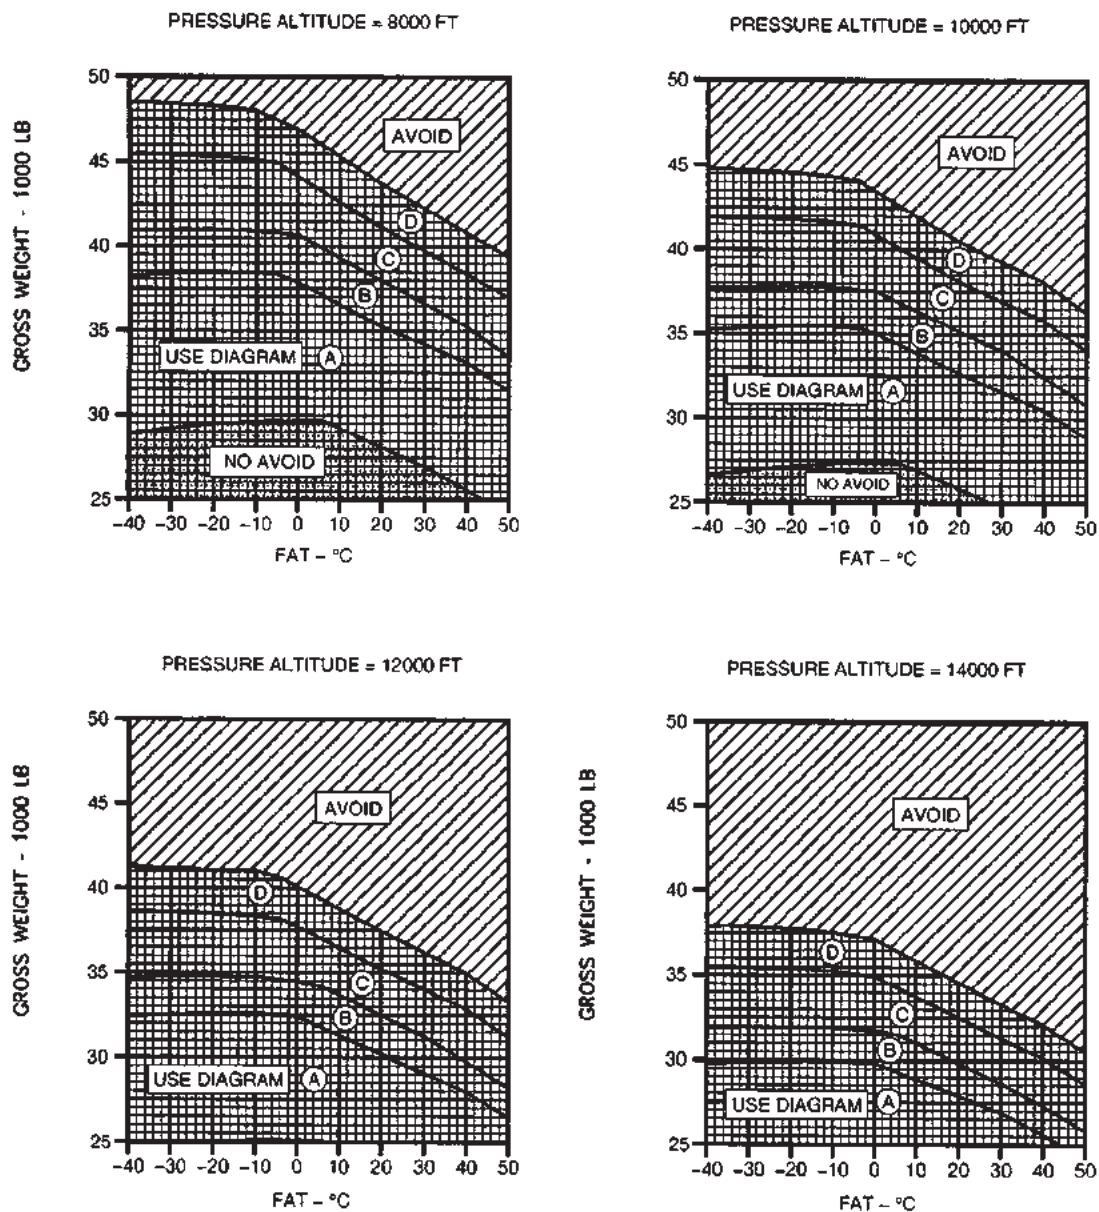 PRESSURE ALTITUDE = 8000 FT
GROSS WEIGHT - 1000 LB
50
45
40
35
30
25
AVOID
D
C
B
USE DIAGRAM A
NO AVOID
-40 -30 -20 -10 0 10 20 30 40 50
FAT - °C
PRESSURE ALTITUDE = 10000 FT
50
45
40
35
30
25
AVOID
D
C
B
USE DIAGRAM A
NO AVOID
-40 -30 -20 -10 0 10 20 30 40 50
FAT - °C
PRESSURE ALTITUDE = 12000 FT
GROSS WEIGHT - 1000 LB
50
45
40
35
30
25
AVOID
D
C
B
USE DIAGRAM A
-40 -30 -20 -10 0 10 20 30 40 50
FAT - °C
PRESSURE ALTITUDE = 14000 FT
GROSS WEIGHT - 1000 LB
50
45
40
35
30
25
AVOID
D
C
B
USE DIAGRAM A
-40 -30 -20 -10 0 10 20 30 40 50
FAT - °C